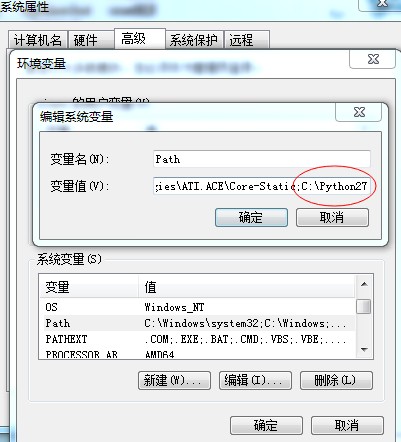 系统属性
计算机名 硬件 高级 系统保护 远程
环境变量
的用户变量(U)
编辑系统变量
变量名(N): Path
变量值(V): gies\ATI.ACE\Core-Static;C:\Python27
确定 取消
系统变量(S)
变量 值
OS Windows_NT
Path C:\Windows\system32;C:\Windows;...
PATHEXT .COM;.EXE;.BAT;.CMD;.VBS;.VBE;....
PROCESSOR_AR AMD64
新建(W)... 编辑(I)... 删除(L)
确定 取消